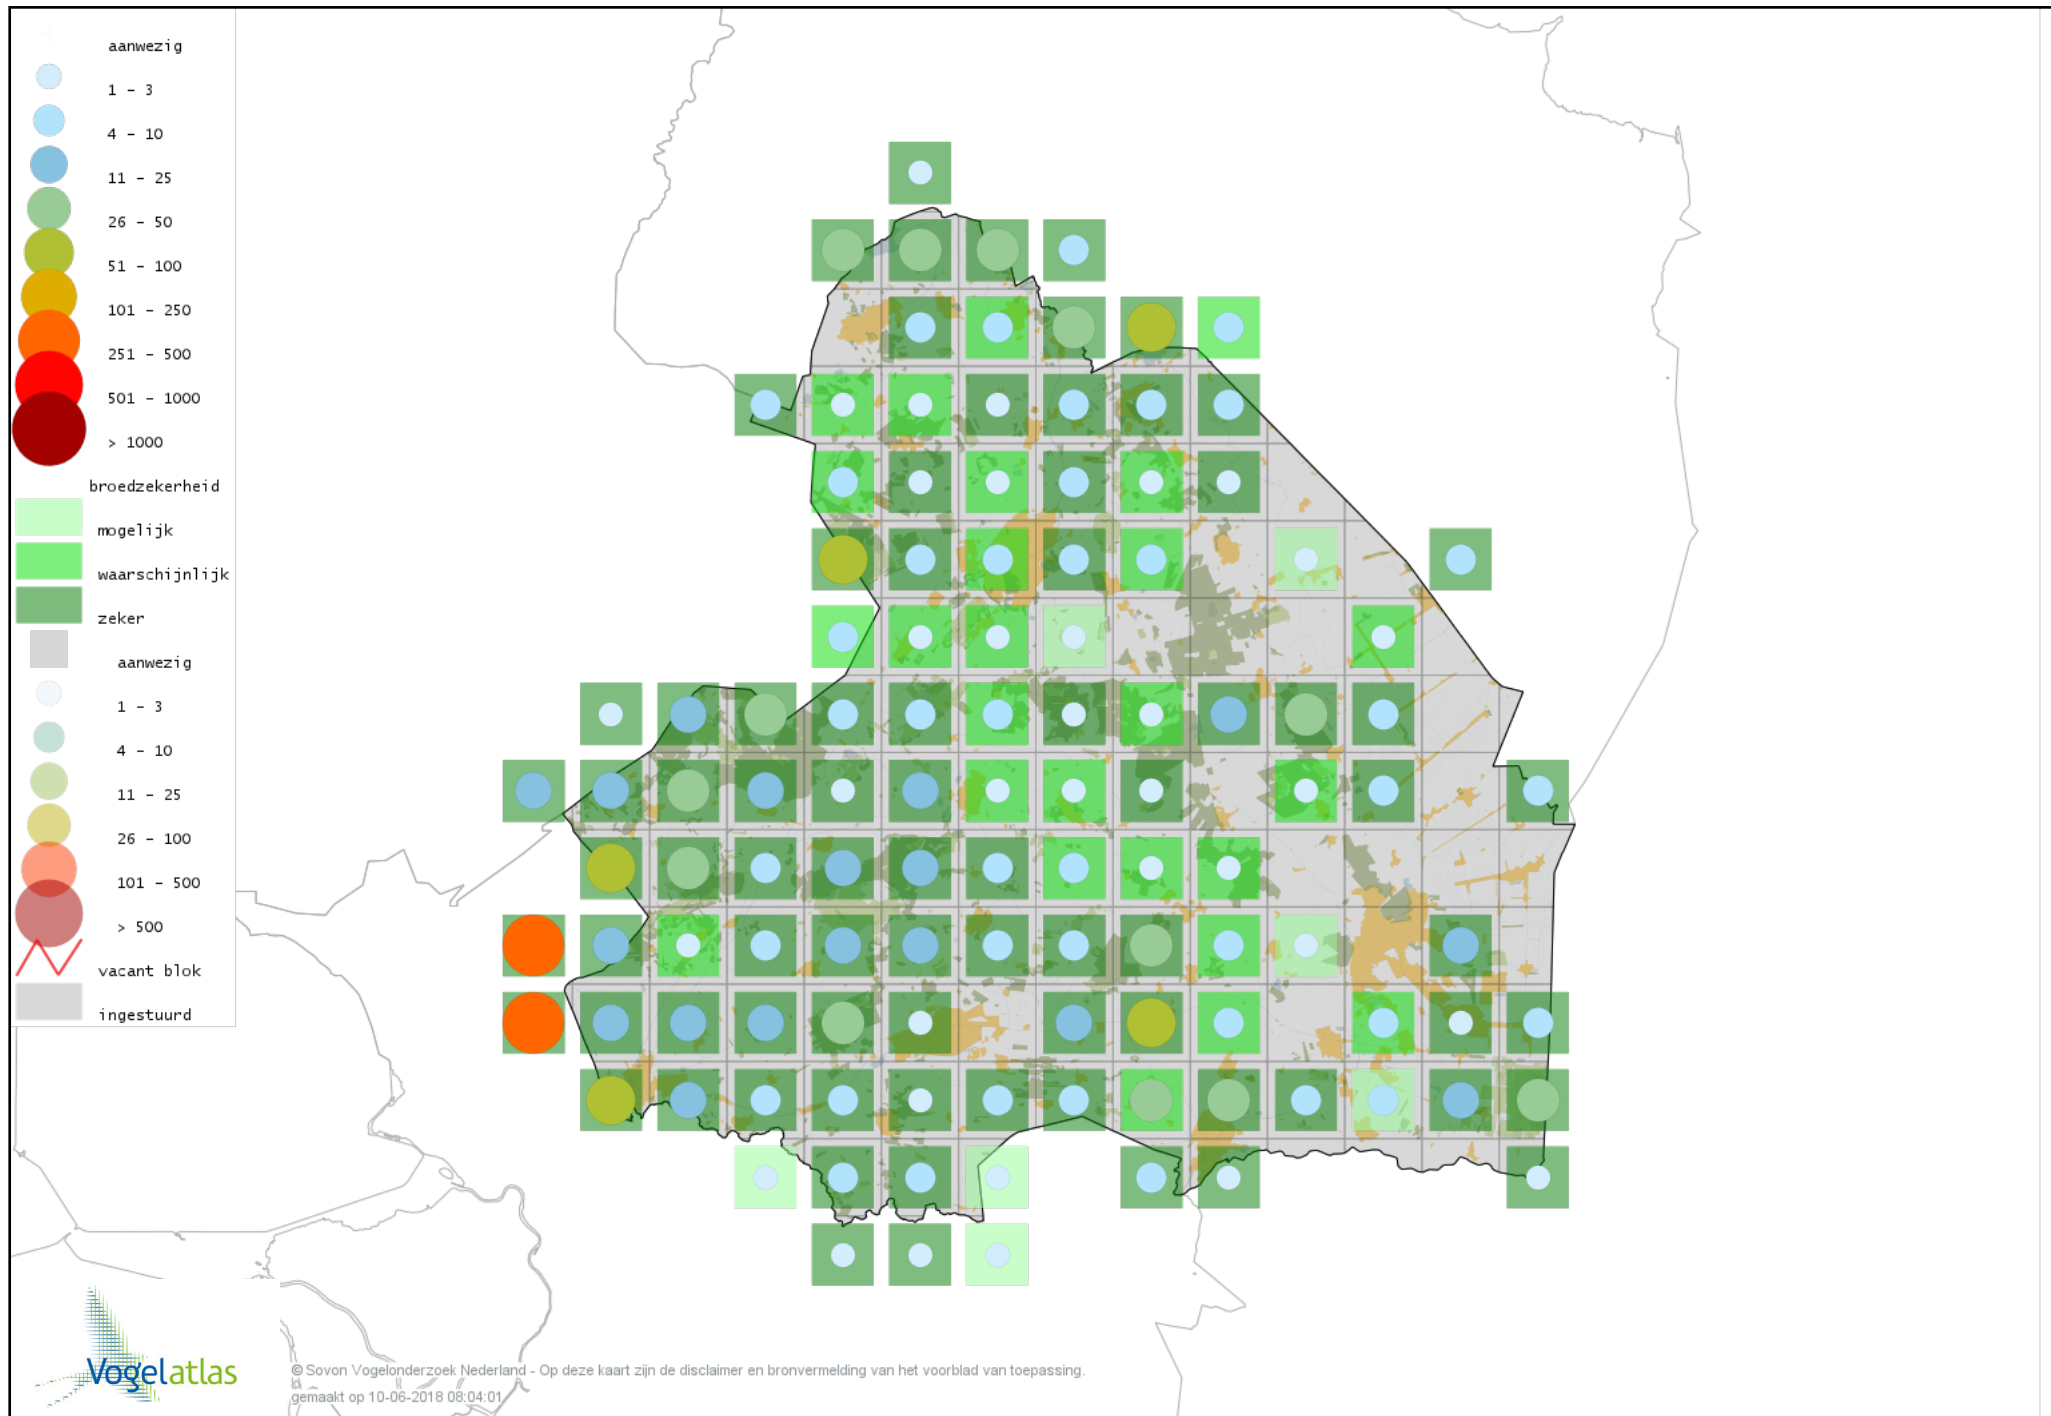 aanwezig
1 - 3
4 - 10
11 - 25
26 - 50
51 - 100
101 - 250
251 - 500
501 - 1000
> 1000
broedzekerheid
mogelijk
waarschijnlijk
zeker
aanwezig
1 - 3
4 - 10
11 - 25
26 - 100
101 - 500
> 500
vacant blok
ingestuurd
Vogelatlas
© Sovon Vogelonderzoek Nederland - Op deze kaart zijn de disclaimer en bronvermelding van het voorblad van toepassing.
gemaakt op 10-06-2018 08:04:01